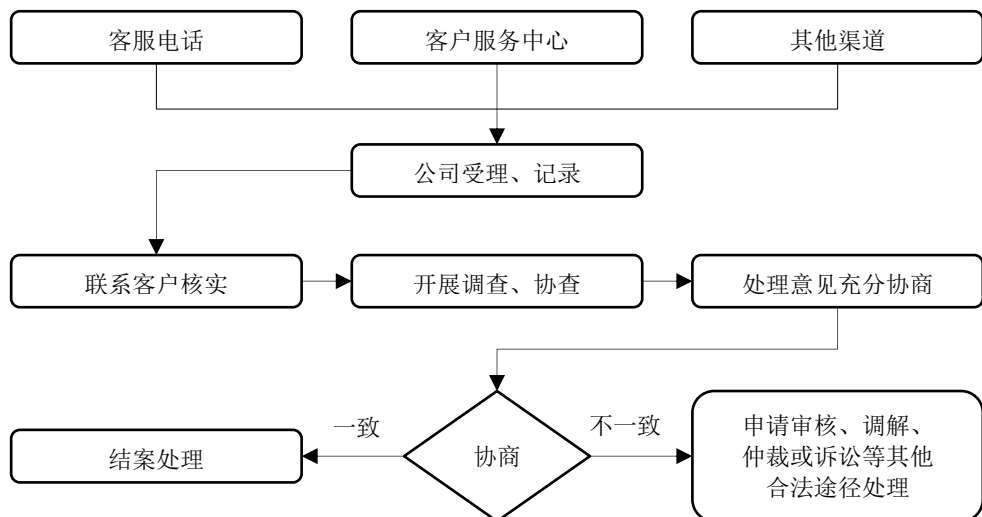 客服电话
客户服务中心
其他渠道
公司受理、记录
联系客户核实
开展调查、协查
处理意见充分协商
一致
不一致
结案处理
协商
申请审核、调解、
仲裁或诉讼等其他
合法途径处理